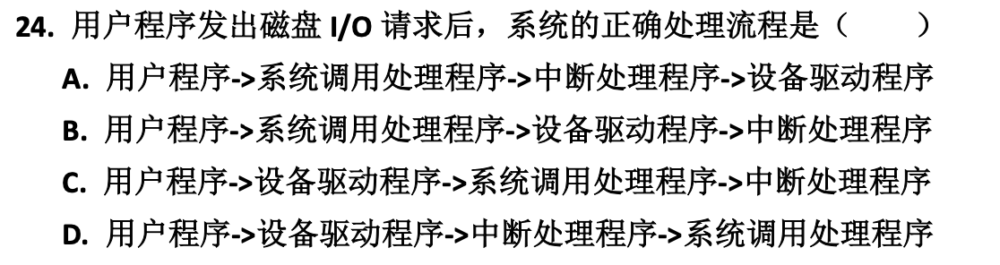 24. 用户程序发出磁盘 I/O 请求后，系统的正确处理流程是（　　）
A. 用户程序->系统调用处理程序->中断处理程序->设备驱动程序
B. 用户程序->系统调用处理程序->设备驱动程序->中断处理程序
C. 用户程序->设备驱动程序->系统调用处理程序->中断处理程序
D. 用户程序->设备驱动程序->中断处理程序->系统调用处理程序